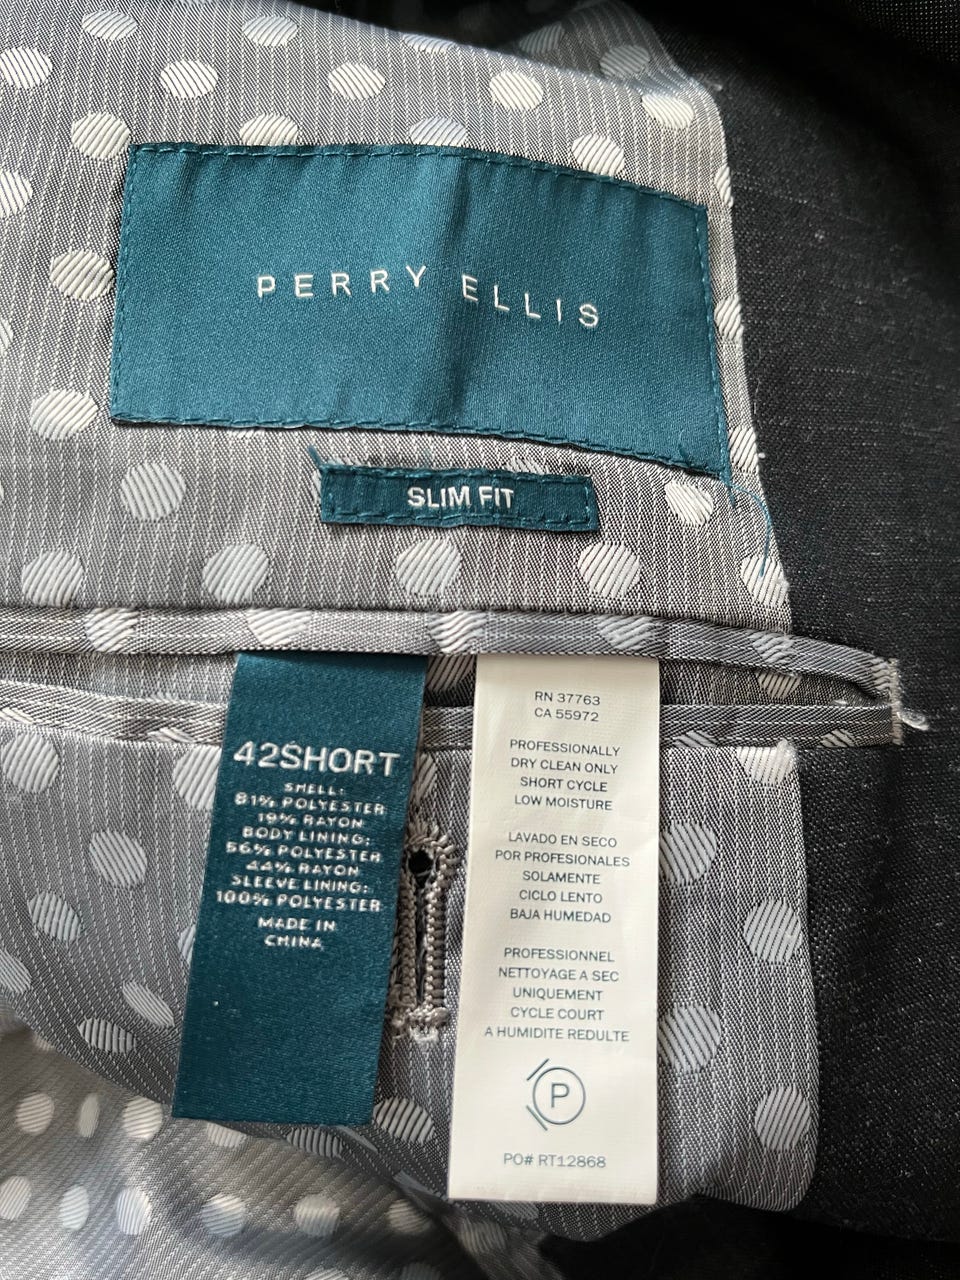 PERRY ELLIS
SLIM FIT
42SHORT
SHELL:
81% POLYESTER
19% RAYON
BODY LINING:
56% POLYESTER
44% RAYON
SLEEVE LINING:
100% POLYESTER
MADE IN
CHINA
RN 37763
CA 55972
PROFESSIONALLY
DRY CLEAN ONLY
SHORT CYCLE
LOW MOISTURE
LAVADO EN SECO
POR PROFESIONALES
SOLAMENTE
CICLO LENTO
BAJA HUMEDAD
PROFESSIONNEL
NETTOYAGE A SEC
UNIQUEMENT
CYCLE COURT
A HUMIDITE REDULTE
P
PO# RT12868